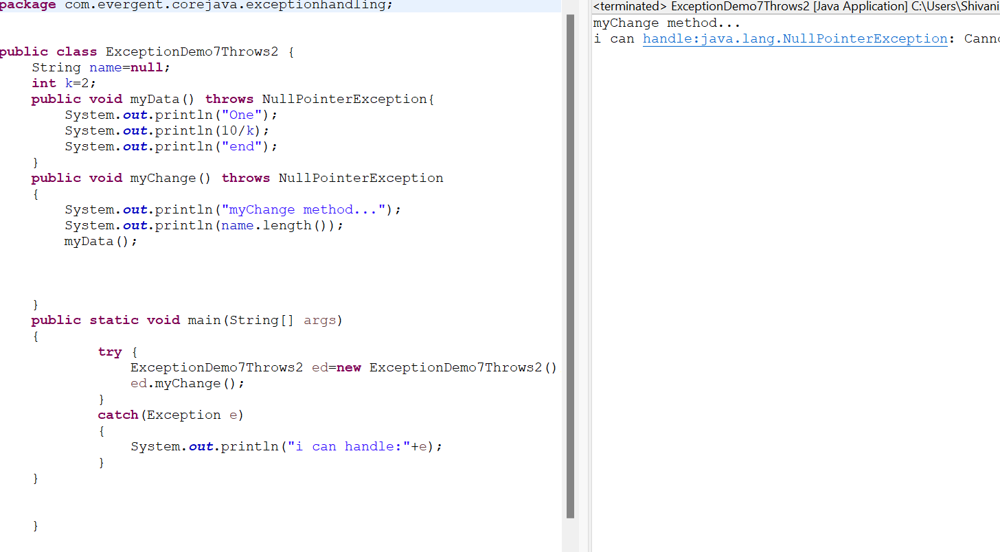 package com.evergent.corejava.exceptionhandling;
public class ExceptionDemo7Throws2 {
String name=null;
int k=2;
public void myData() throws NullPointerException{
System.out.println("One");
System.out.println(10/k);
System.out.println("end");
}
public void myChange() throws NullPointerException
{
System.out.println("myChange method...");
System.out.println(name.length());
myData();
}
public static void main(String[] args)
{
try {
ExceptionDemo7Throws2 ed=new ExceptionDemo7Throws2()
ed.myChange();
}
catch(Exception e)
{
System.out.println("i can handle:"+e);
}
}
}
<terminated> ExceptionDemo7Throws2 [Java Application] C:\Users\Shivani
myChange method...
i can handle:java.lang.NullPointerException: Canno